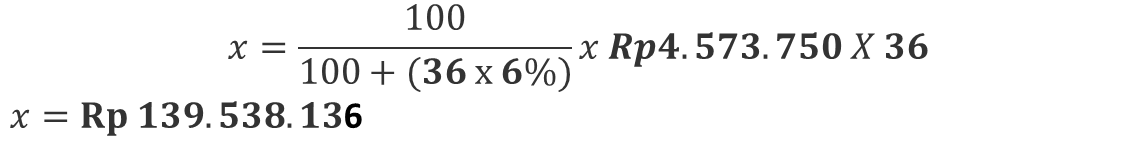 x = 100 / 100 + (36 x 6%) x Rp4.573.750 X 36
x = Rp 139.538.136